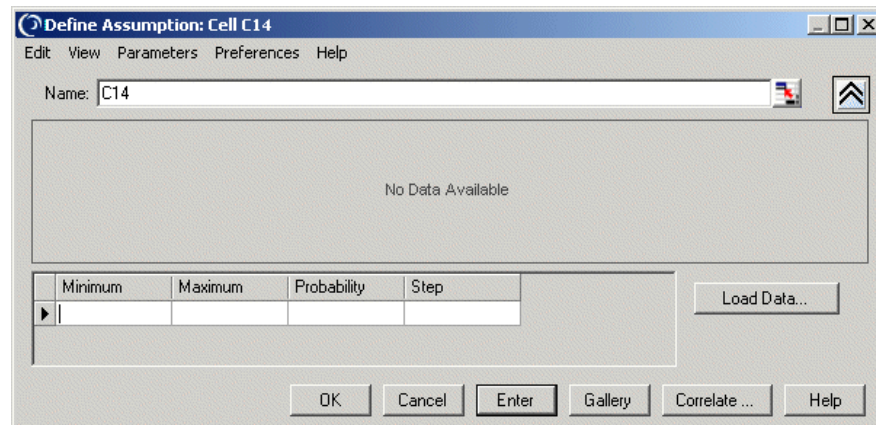 Define Assumption: Cell C14
Edit View Parameters Preferences Help
Name: C14
No Data Available
Minimum Maximum Probability Step
Load Data...
OK Cancel Enter Gallery Correlate ... Help